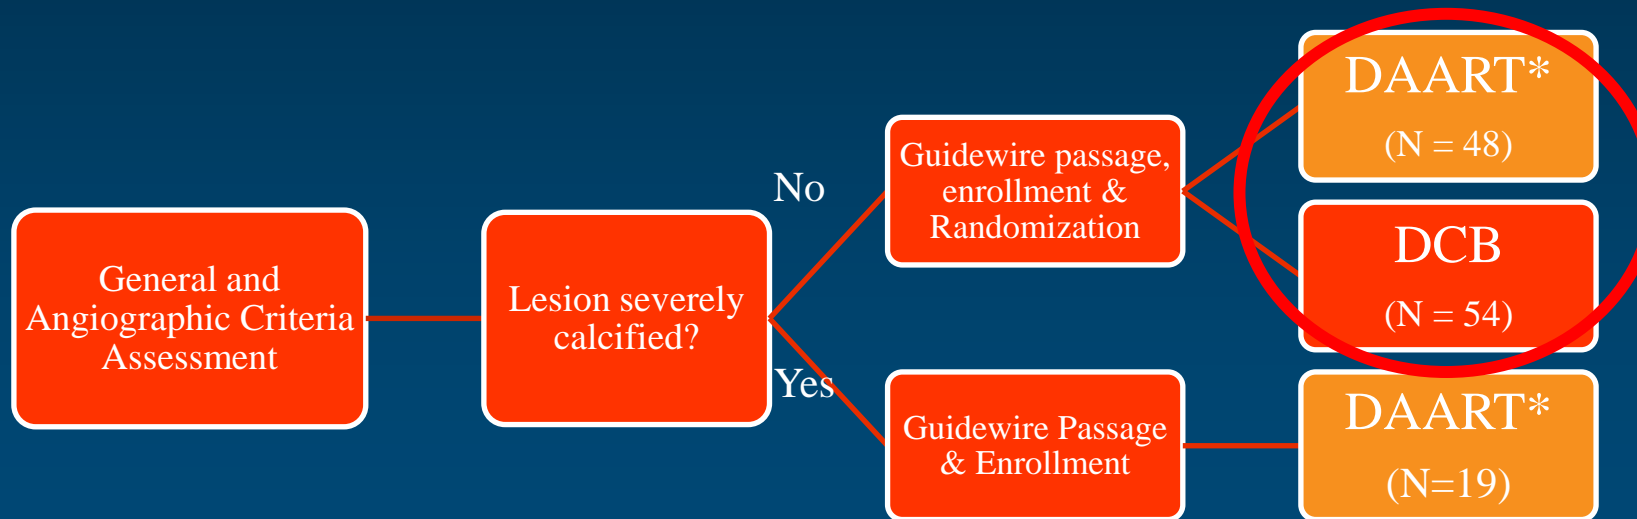 General and
Angiographic Criteria
Assessment
Lesion severely
calcified?
No
Yes
Guidewire passage,
enrollment &
Randomization
Guidewire Passage
& Enrollment
DAART*
(N = 48)
DCB
(N = 54)
DAART*
(N=19)